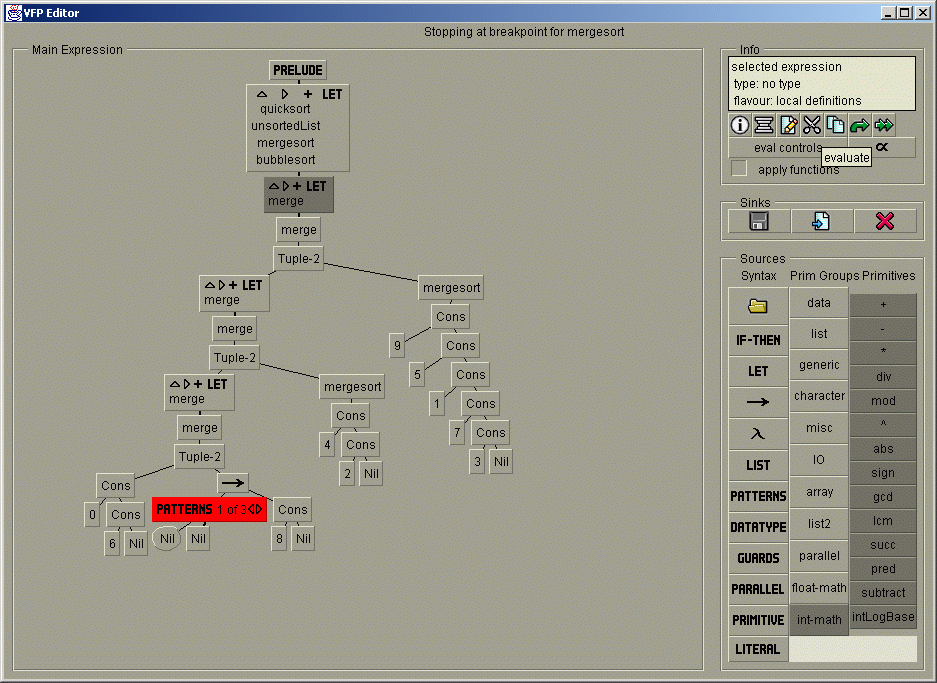 VFP Editor
Stopping at breakpoint for mergesort
Main Expression
PRELUDE
+ LET
quicksort
unsortedList
mergesort
bubblesort
+ LET
merge
merge
Tuple-2
+ LET
merge
mergesort
merge
Cons
9
Cons
Tuple-2
5
Cons
+ LET
merge
mergesort
1
Cons
merge
Cons
7
Cons
4
Cons
Tuple-2
3
Nil
2
Nil
Cons
→
0
Cons
PATTERNS 1 of 3
Cons
6
Nil
Nil
Nil
8
Nil
Info
selected expression
type: no type
flavour: local definitions
eval controls
α
evaluate
apply functions
Sinks
Sources
Syntax
Prim Groups
Primitives
IF-THEN
LET
→
λ
LIST
PATTERNS
DATATYPE
GUARDS
PARALLEL
PRIMITIVE
LITERAL
data
list
generic
character
misc
IO
array
list2
parallel
float-math
int-math
+
-
*
div
mod
^
abs
sign
gcd
lcm
succ
pred
subtract
intLogBase